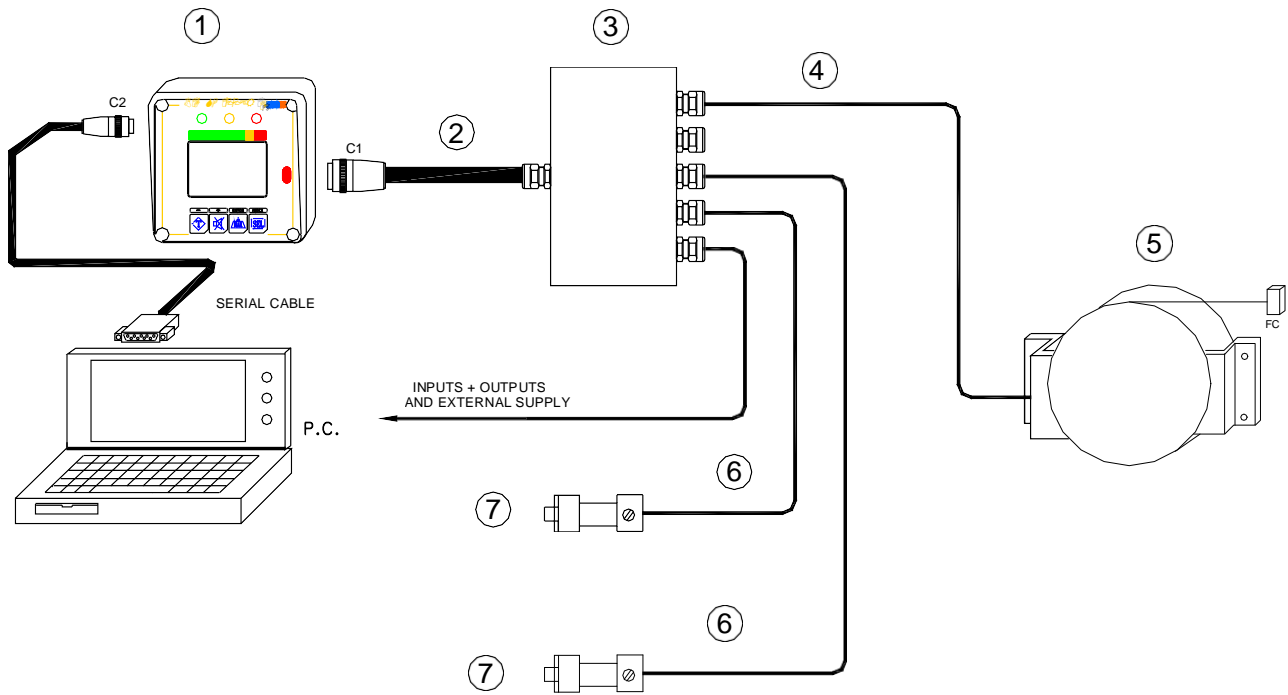 1
3
4
C2
2
C1
5
SERIAL CABLE
FC
INPUTS + OUTPUTS
AND EXTERNAL SUPPLY
P.C.
6
7
6
7